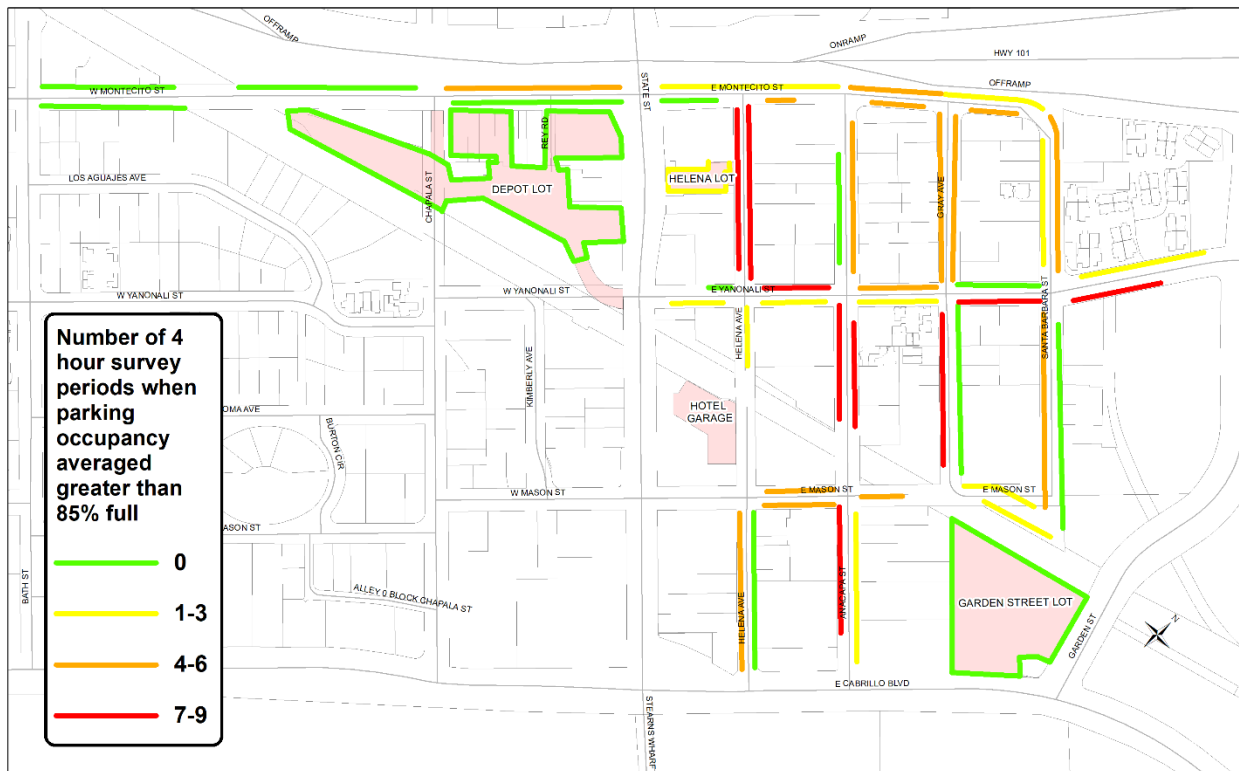 OFFRAMP
ONRAMP
HWY 101
OFFRAMP
STATE ST
W MONTECITO ST
E MONTECITO ST
REY RD
LOS AGUAJES AVE
CHAPALA ST
DEPOT LOT
HELENA LOT
GRAY AVE
W YANONALI ST
W YANONALI ST
E YANONALI ST
SANTA BARBARA ST
HELENA AVE
KIMBERLY AVE
Number of 4
hour survey
periods when
parking
occupancy
averaged
greater than
85% full
0
1-3
4-6
7-9
OMA AVE
BURTON CIR
HOTEL
GARAGE
W MASON ST
E MASON ST
E MASON ST
ASON ST
BATH ST
ALLEY 0 BLOCK CHAPALA ST
HELENA AVE
ANACAPA ST
GARDEN STREET LOT
GARDEN ST
N
E CABRILLO BLVD
STEARNS WHARF